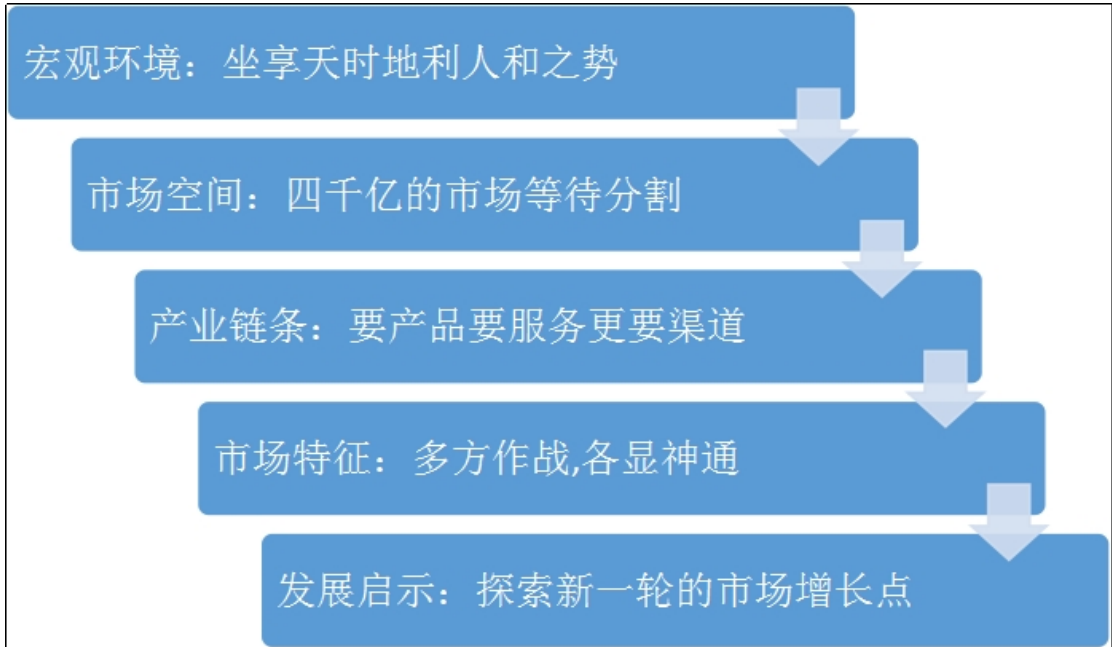 宏观环境：坐享天时地利人和之势
市场空间：四千亿的市场等待分割
产业链条：要产品要服务更要渠道
市场特征：多方作战,各显神通
发展启示：探索新一轮的市场增长点